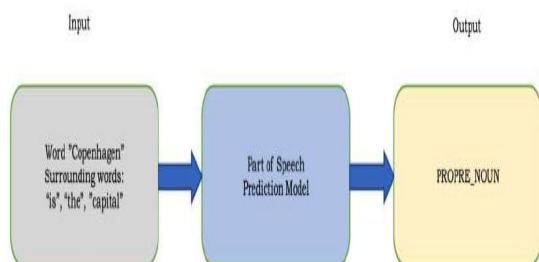 Input
Output
Word "Copenhagen"
Surrounding words:
"is", "the", "capital"
Part of Speech
Prediction Model
PROPRE_NOUN